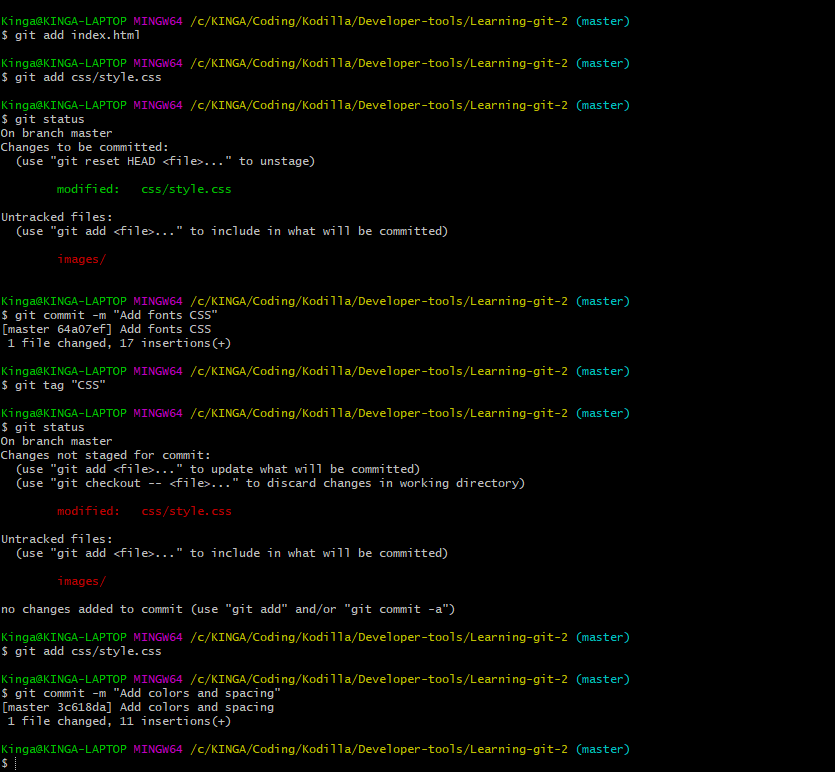 Kinga@KINGA-LAPTOP MINGW64 /c/KINGA/Coding/Kodilla/Developer-tools/Learning-git-2 (master)
$ git add index.html
Kinga@KINGA-LAPTOP MINGW64 /c/KINGA/Coding/Kodilla/Developer-tools/Learning-git-2 (master)
$ git add css/style.css
Kinga@KINGA-LAPTOP MINGW64 /c/KINGA/Coding/Kodilla/Developer-tools/Learning-git-2 (master)
$ git status
On branch master
Changes to be committed:
  (use "git reset HEAD <file>..." to unstage)
        modified:   css/style.css
Untracked files:
  (use "git add <file>..." to include in what will be committed)
        images/
Kinga@KINGA-LAPTOP MINGW64 /c/KINGA/Coding/Kodilla/Developer-tools/Learning-git-2 (master)
$ git commit -m "Add fonts CSS"
[master 64a07ef] Add fonts CSS
 1 file changed, 17 insertions(+)
Kinga@KINGA-LAPTOP MINGW64 /c/KINGA/Coding/Kodilla/Developer-tools/Learning-git-2 (master)
$ git tag "CSS"
Kinga@KINGA-LAPTOP MINGW64 /c/KINGA/Coding/Kodilla/Developer-tools/Learning-git-2 (master)
$ git status
On branch master
Changes not staged for commit:
  (use "git add <file>..." to update what will be committed)
  (use "git checkout -- <file>..." to discard changes in working directory)
        modified:   css/style.css
Untracked files:
  (use "git add <file>..." to include in what will be committed)
        images/
no changes added to commit (use "git add" and/or "git commit -a")
Kinga@KINGA-LAPTOP MINGW64 /c/KINGA/Coding/Kodilla/Developer-tools/Learning-git-2 (master)
$ git add css/style.css
Kinga@KINGA-LAPTOP MINGW64 /c/KINGA/Coding/Kodilla/Developer-tools/Learning-git-2 (master)
$ git commit -m "Add colors and spacing"
[master 3c618da] Add colors and spacing
 1 file changed, 11 insertions(+)
Kinga@KINGA-LAPTOP MINGW64 /c/KINGA/Coding/Kodilla/Developer-tools/Learning-git-2 (master)
$